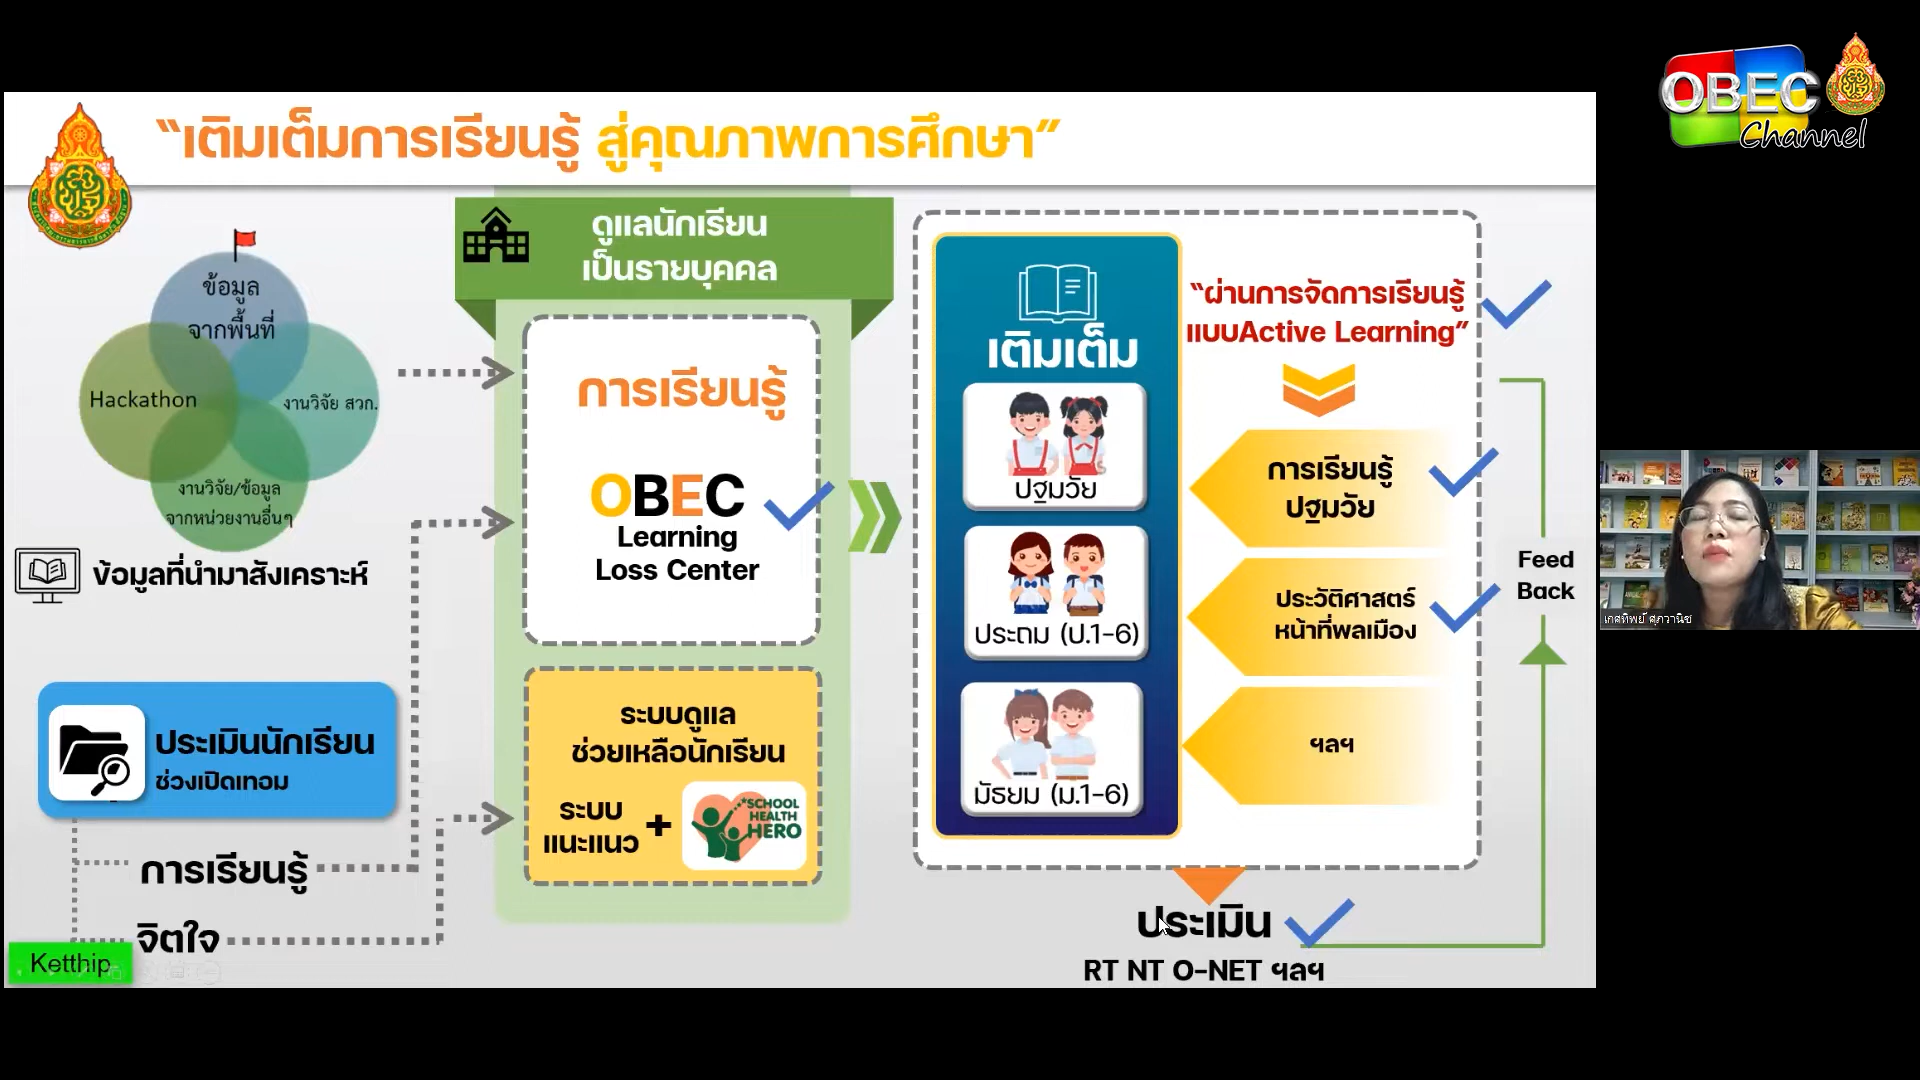 “เติมเต็มการเรียนรู้ สู่คุณภาพการศึกษา”
OBEC
Channel
ข้อมูล
จากพื้นที่
Hackathon
งานวิจัย สวก.
งานวิจัย/ข้อมูล
จากหน่วยงานอื่นๆ
ข้อมูลที่นำมาสังเคราะห์
ประเมินนักเรียน
ช่วงเปิดเทอม
การเรียนรู้
จิตใจ
Ketthip
ดูแลนักเรียน
เป็นรายบุคคล
การเรียนรู้
OBEC
Learning
Loss Center
ระบบดูแล
ช่วยเหลือนักเรียน
ระบบ
แนะแนว
+
SCHOOL
HEALTH
HERO
เติมเต็ม
ปฐมวัย
ประถม (ป.1-6)
มัธยม (ม.1-6)
“ผ่านการจัดการเรียนรู้
แบบActive Learning”
การเรียนรู้
ปฐมวัย
ประวัติศาสตร์
หน้าที่พลเมือง
ฯลฯ
Feed
Back
ประเมิน
RT NT O-NET ฯลฯ
เกศทิพย์ ศุภวานิช